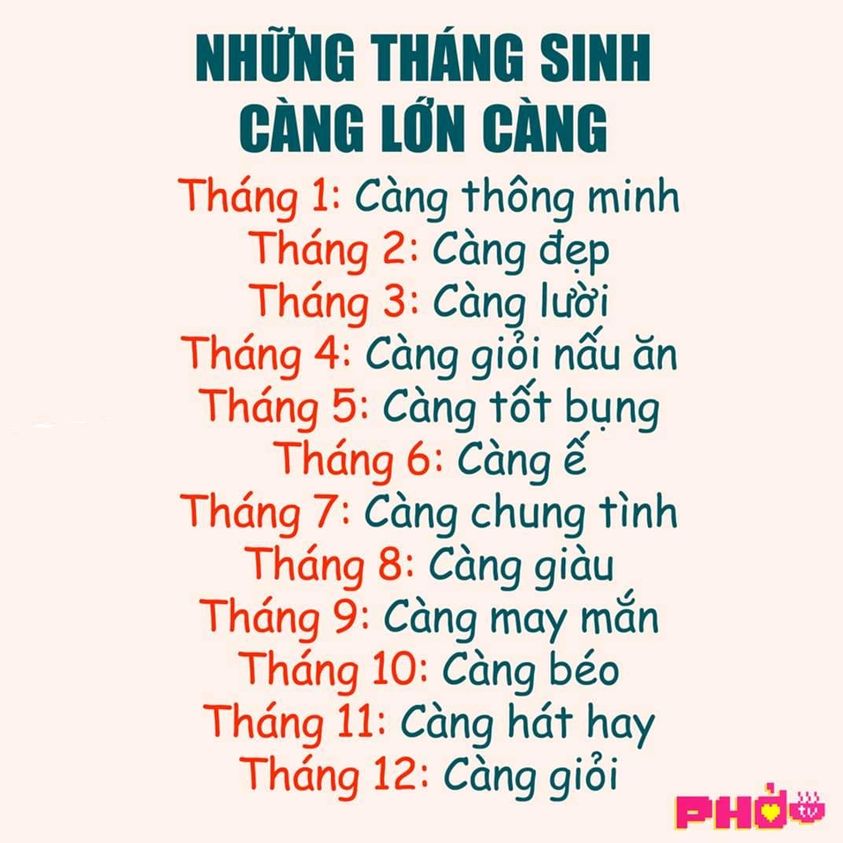 NHỮNG THÁNG SINH
CÀNG LỚN CÀNG
Tháng 1: Càng thông minh
Tháng 2: Càng đẹp
Tháng 3: Càng lười
Tháng 4: Càng giỏi nấu ăn
Tháng 5: Càng tốt bụng
Tháng 6: Càng ế
Tháng 7: Càng chung tình
Tháng 8: Càng giàu
Tháng 9: Càng may mắn
Tháng 10: Càng béo
Tháng 11: Càng hát hay
Tháng 12: Càng giỏi
PHỞ tv